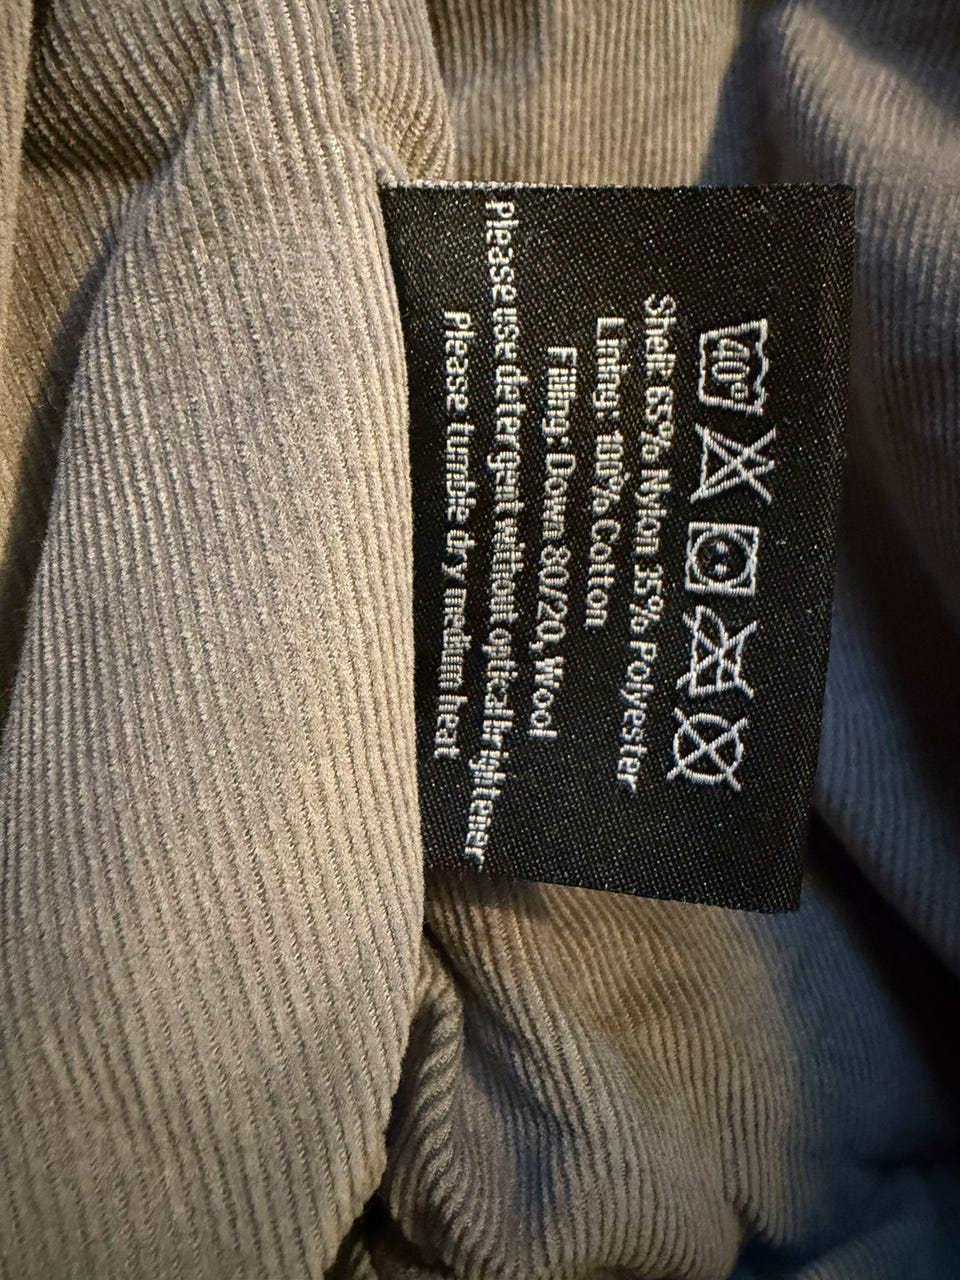 40°
Shell: 65% Nylon 35% Polyester
Lining: 100% Cotton
Filling: Down 80/20, Wool
Please use detergent without optical brightener
Please tumble dry medium heat